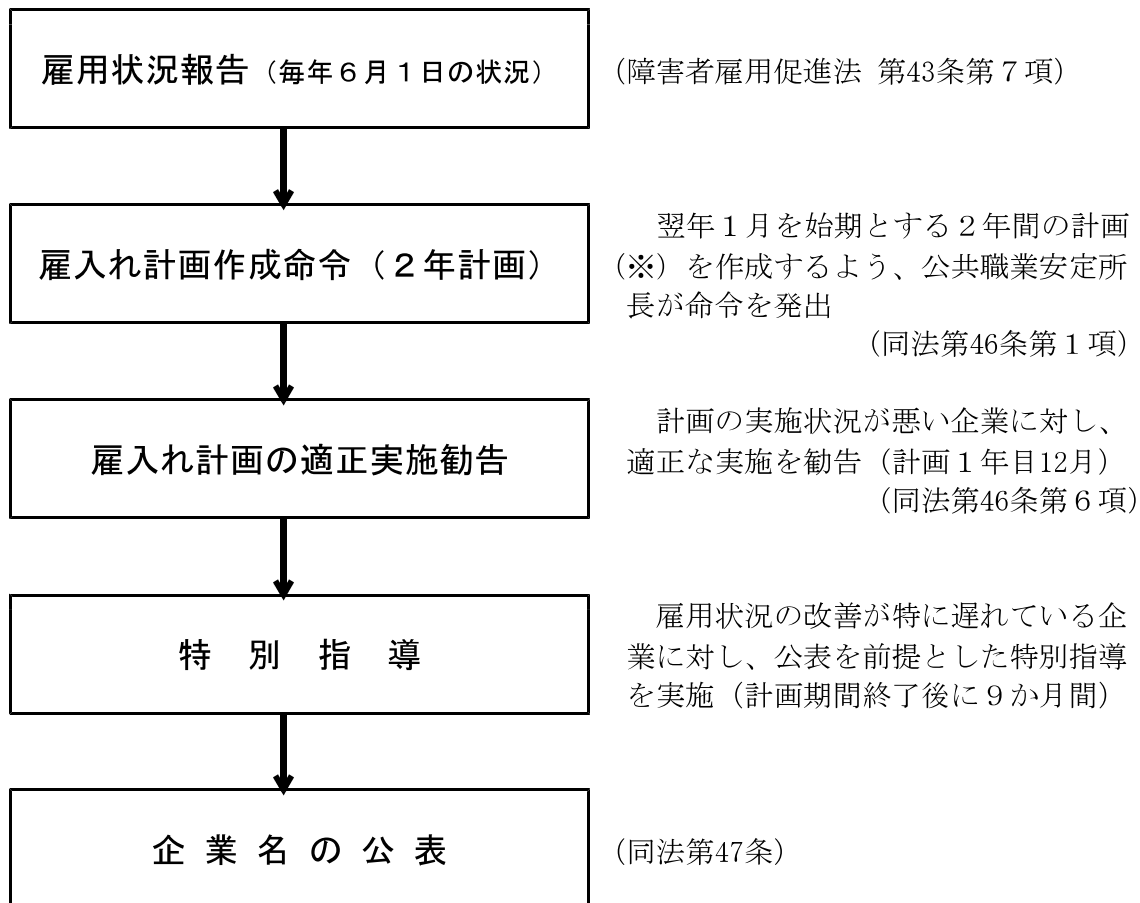 雇用状況報告（毎年６月１日の状況）
（障害者雇用促進法 第43条第７項）
雇入れ計画作成命令（２年計画）
翌年１月を始期とする２年間の計画
（※）を作成するよう、公共職業安定所
長が命令を発出
（同法第46条第１項）
雇入れ計画の適正実施勧告
計画の実施状況が悪い企業に対し、
適正な実施を勧告（計画１年目12月）
（同法第46条第６項）
特別指導
雇用状況の改善が特に遅れている企
業に対し、公表を前提とした特別指導
を実施（計画期間終了後に９か月間）
企業名の公表
（同法第47条）